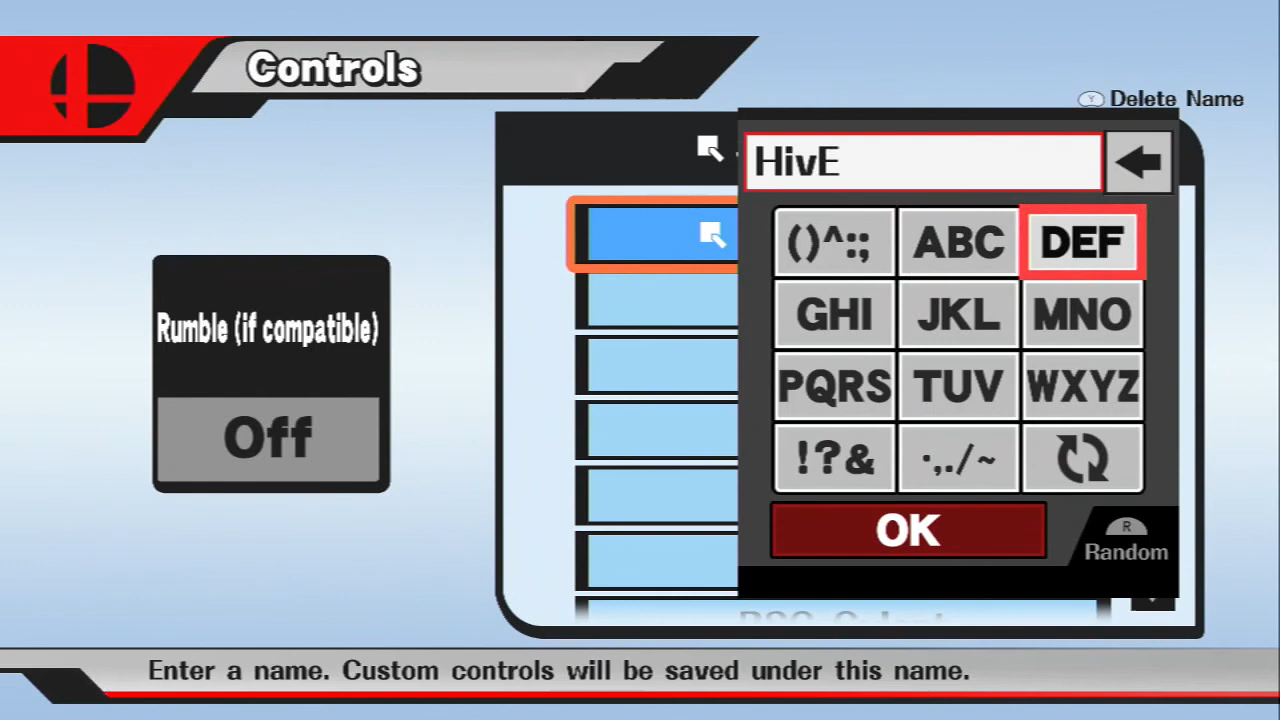 Controls
Y Delete Name
HivE
()^:; ABC DEF
GHI JKL MNO
PQRS TUV WXYZ
!?& ·,./~
OK
R
Random
Rumble (if compatible)
Off
Enter a name. Custom controls will be saved under this name.